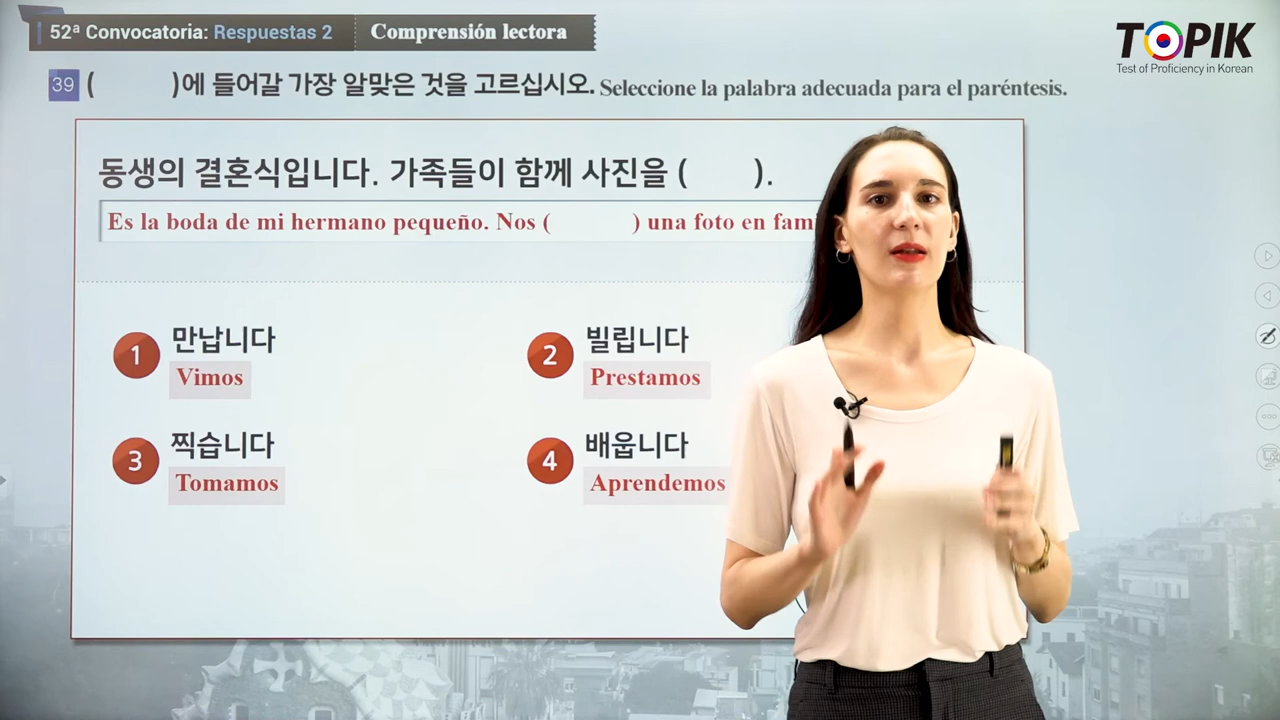 52ª Convocatoria: Respuestas 2 Comprensión lectora
TOPIK
Test of Proficiency in Korean
39 ( )에 들어갈 가장 알맞은 것을 고르십시오. Seleccione la palabra adecuada para el paréntesis.
동생의 결혼식입니다. 가족들이 함께 사진을 ( ).
Es la boda de mi hermano pequeño. Nos ( ) una foto en fam
1 만납니다
Vimos
2 빌립니다
Prestamos
3 찍습니다
Tomamos
4 배웁니다
Aprendemos